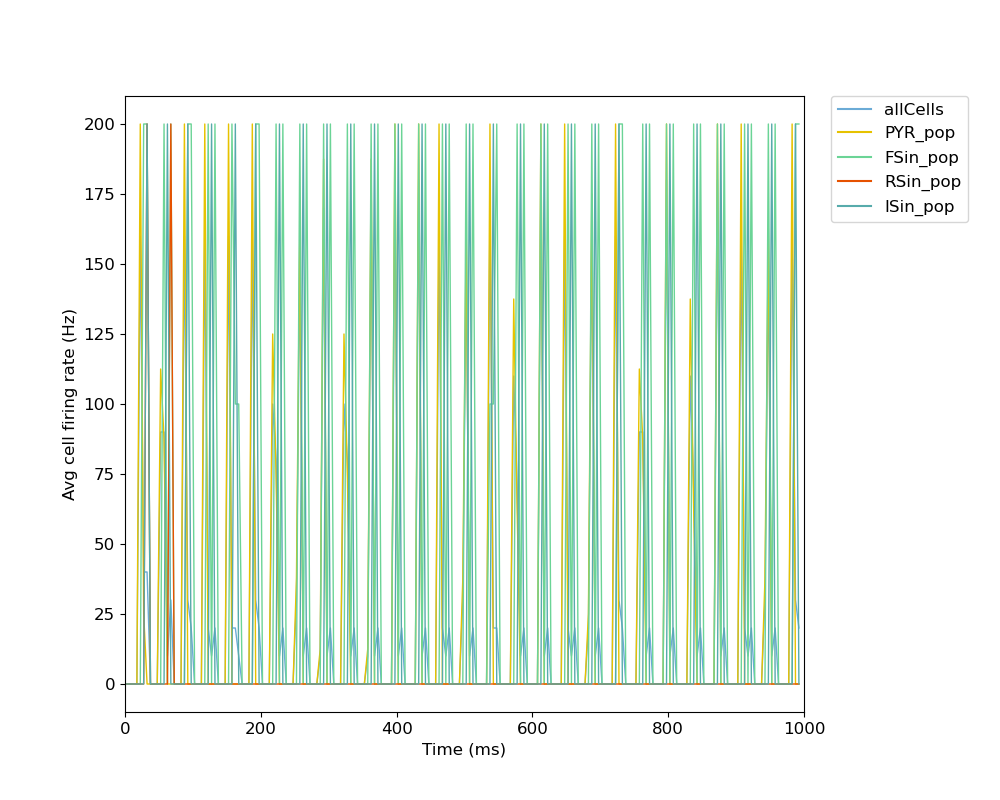 Avg cell firing rate (Hz)
200
175
150
125
100
75
50
25
0
0 200 400 600 800 1000
Time (ms)
allCells
PYR_pop
FSin_pop
RSin_pop
ISin_pop